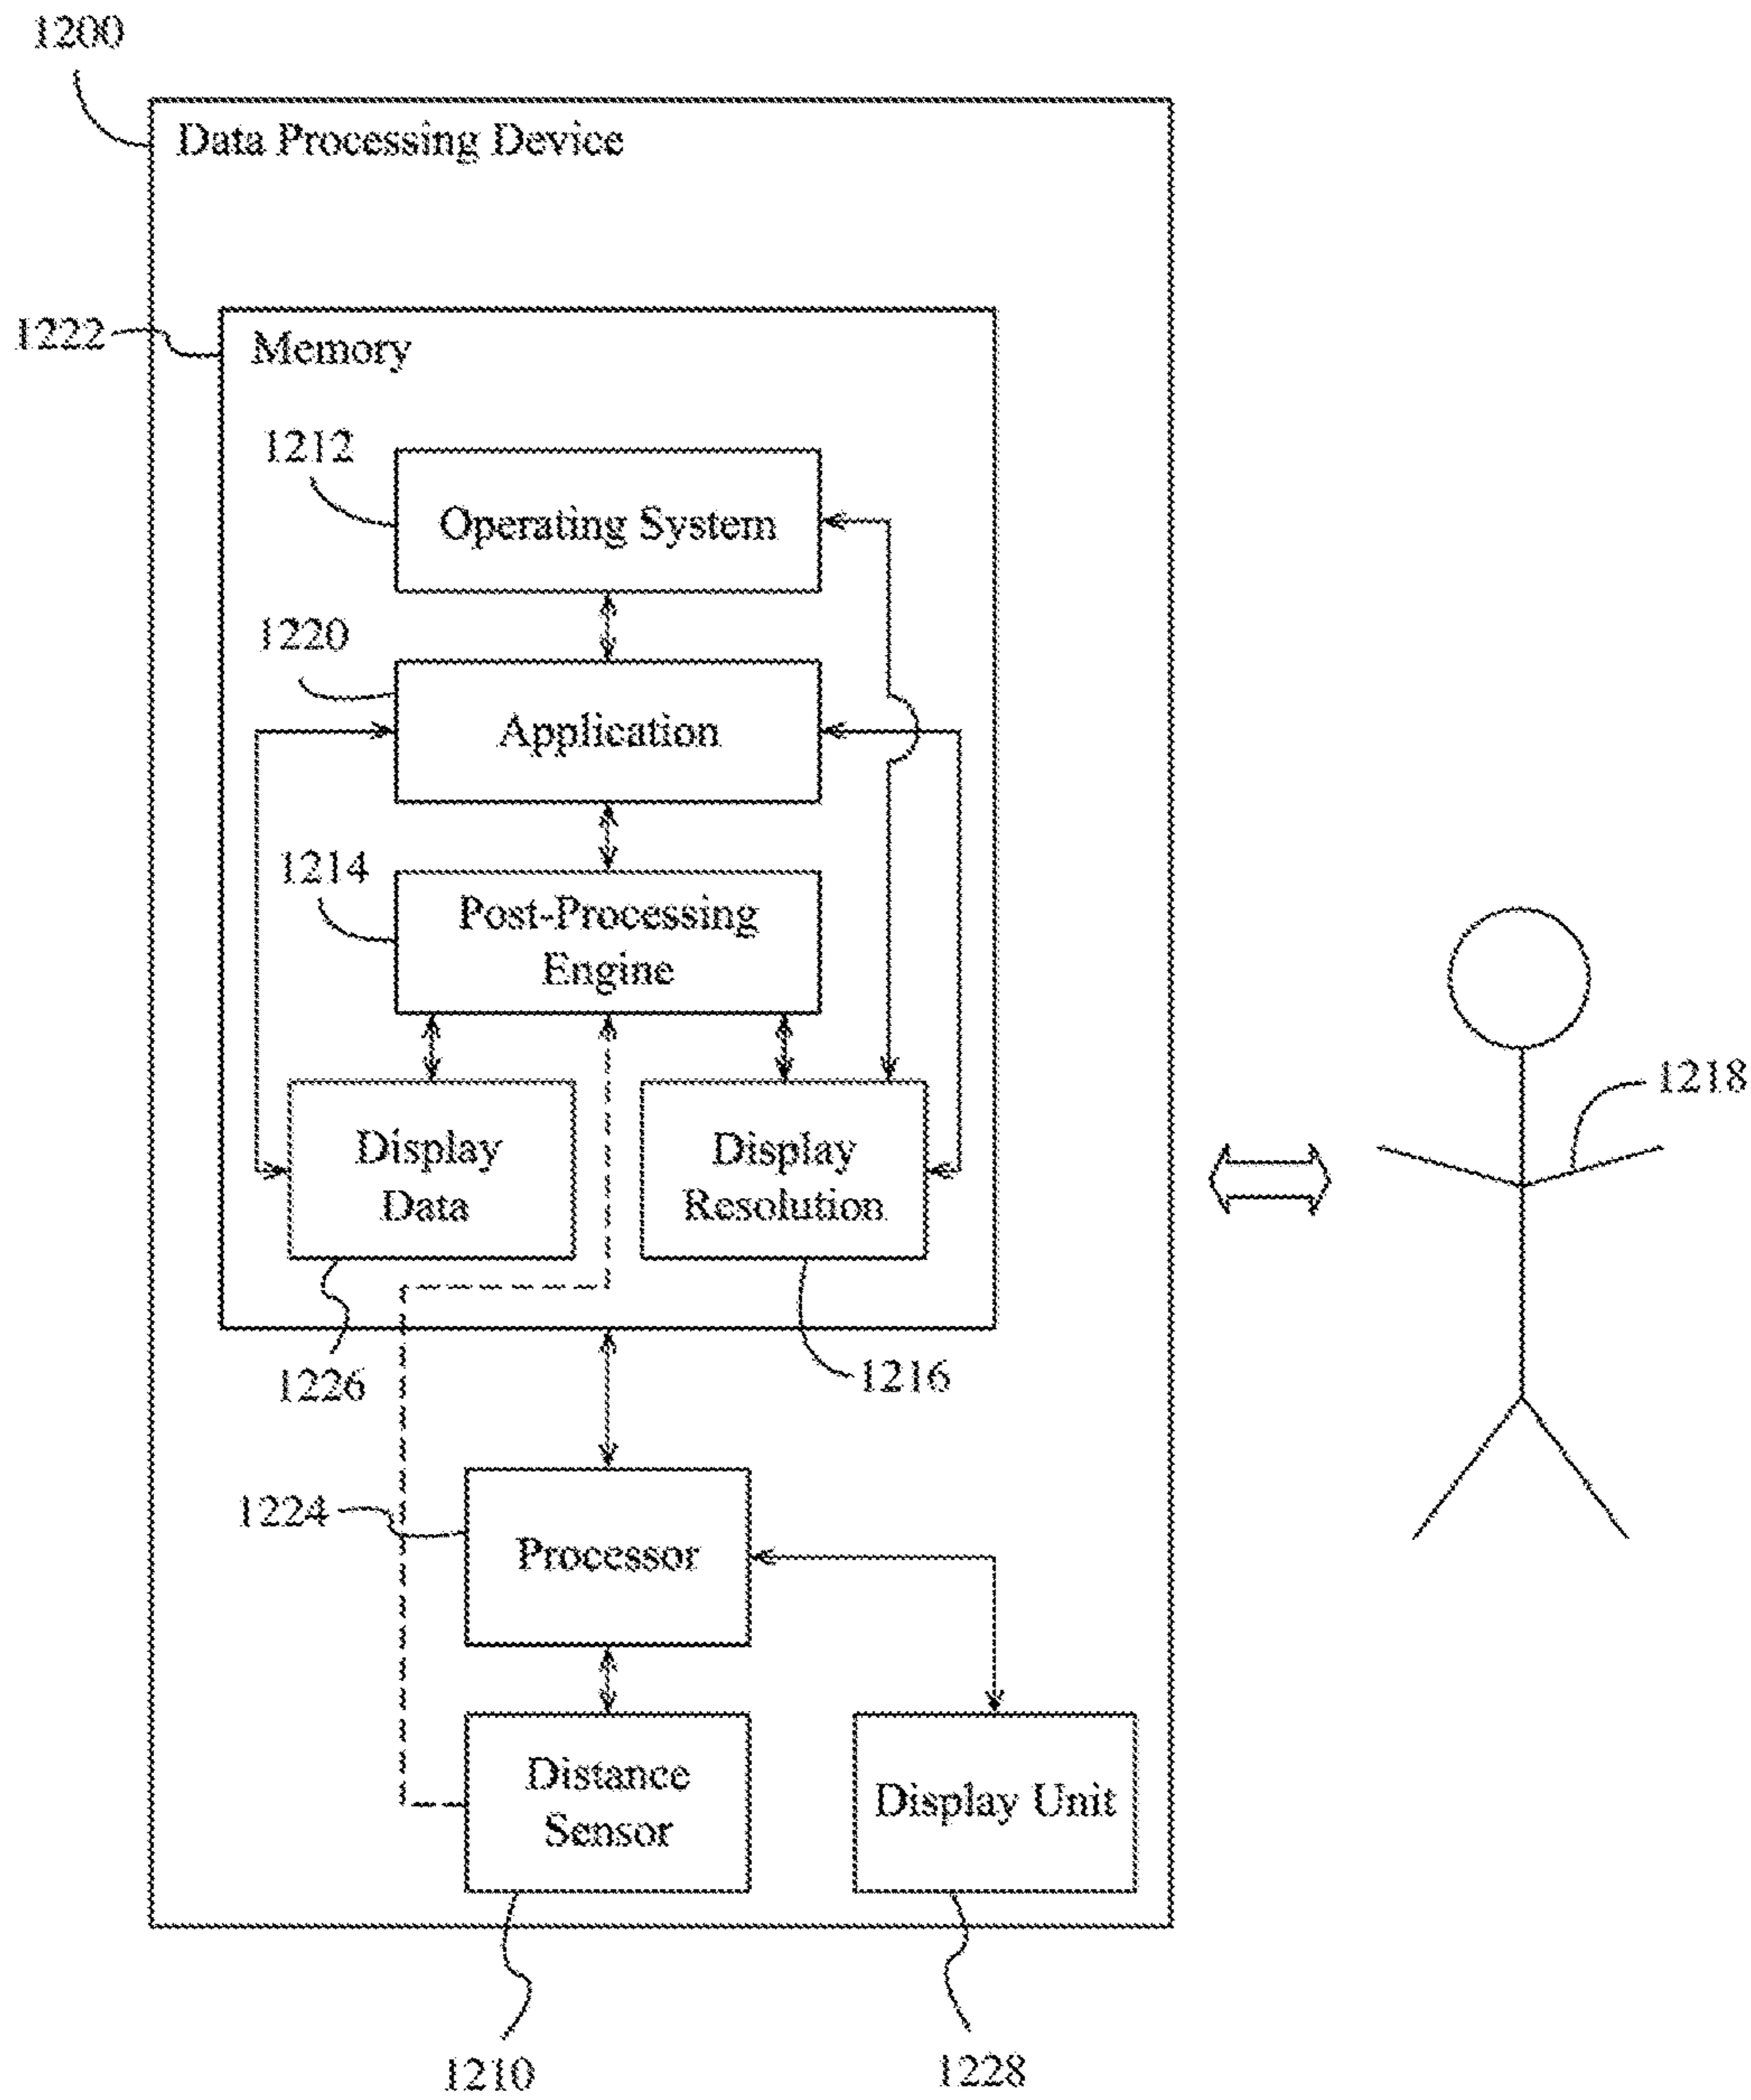 1200
Data Processing Device
1222
Memory
1212
Operating System
1220
Application
1214
Post-Processing
Engine
1218
Display
Data
Display
Resolution
1226
1216
1224
Processor
Distance
Sensor
Display Unit
1210
1228